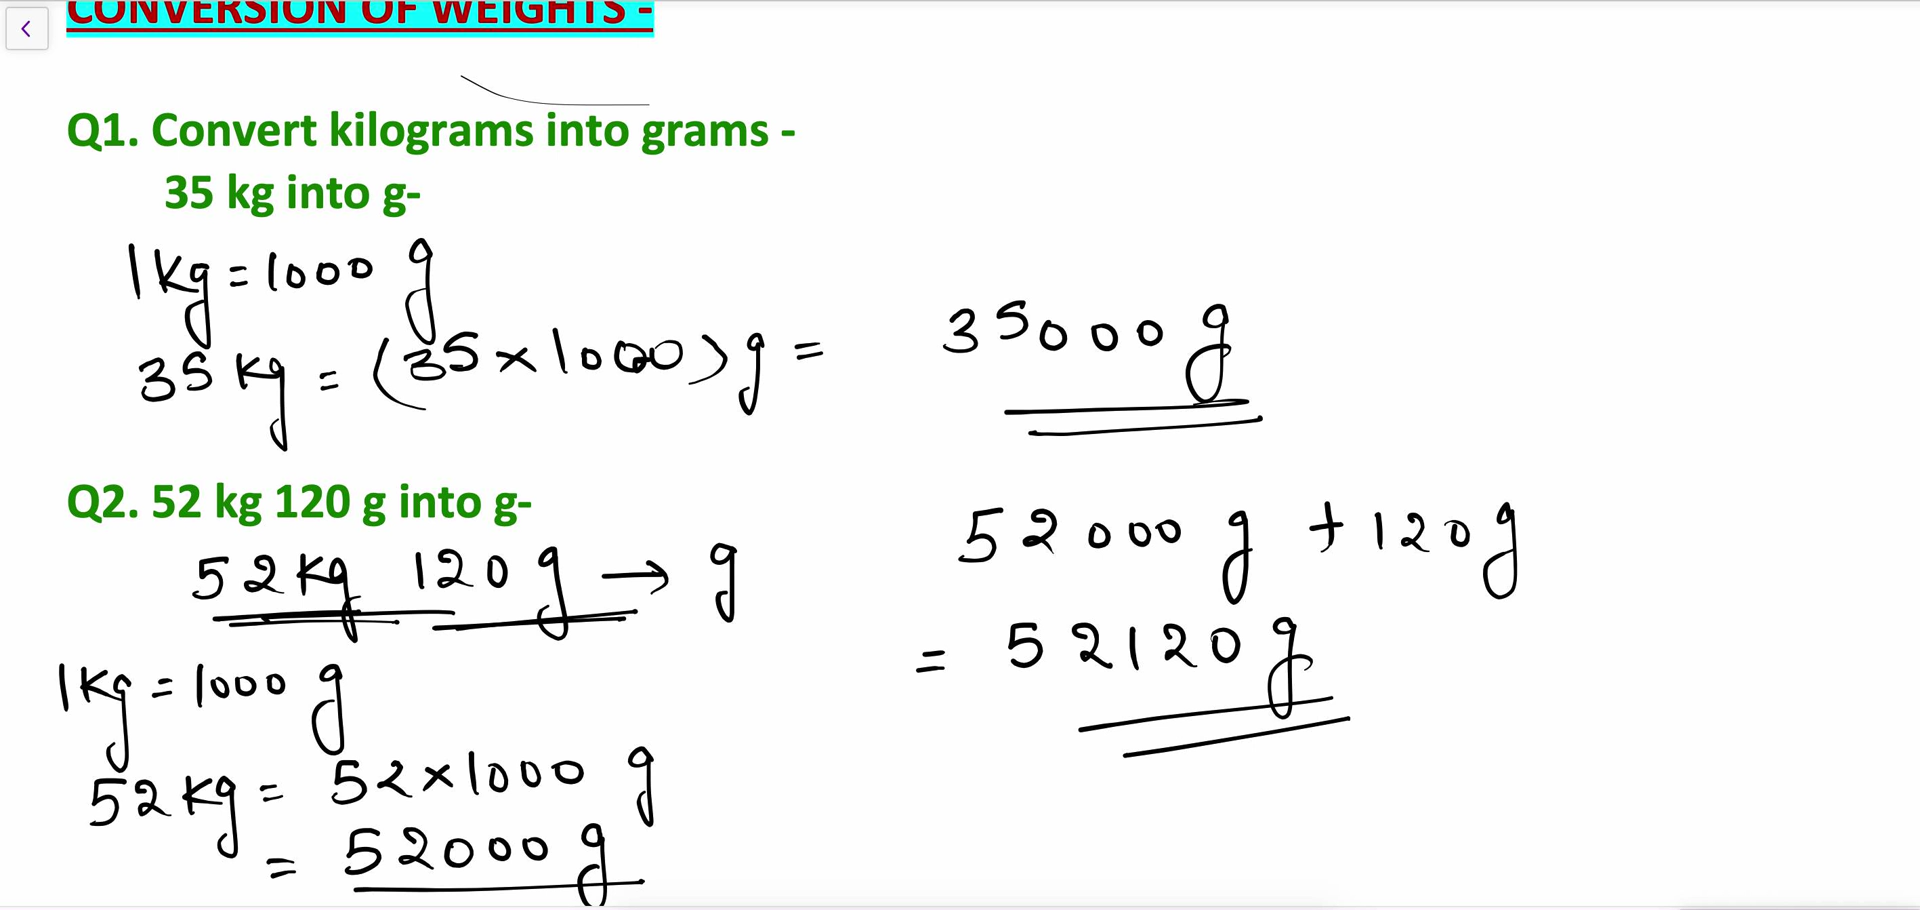 CONVERSION OF WEIGHTS -
Q1. Convert kilograms into grams -
35 kg into g-
1kg = 1000 g
35 kg = (35 × 1000) g = 35000 g
Q2. 52 kg 120 g into g-
52 kg 120 g → g
1kg = 1000 g
52 kg = 52 × 1000 g
= 52000 g
52000 g + 120 g
= 52120 g